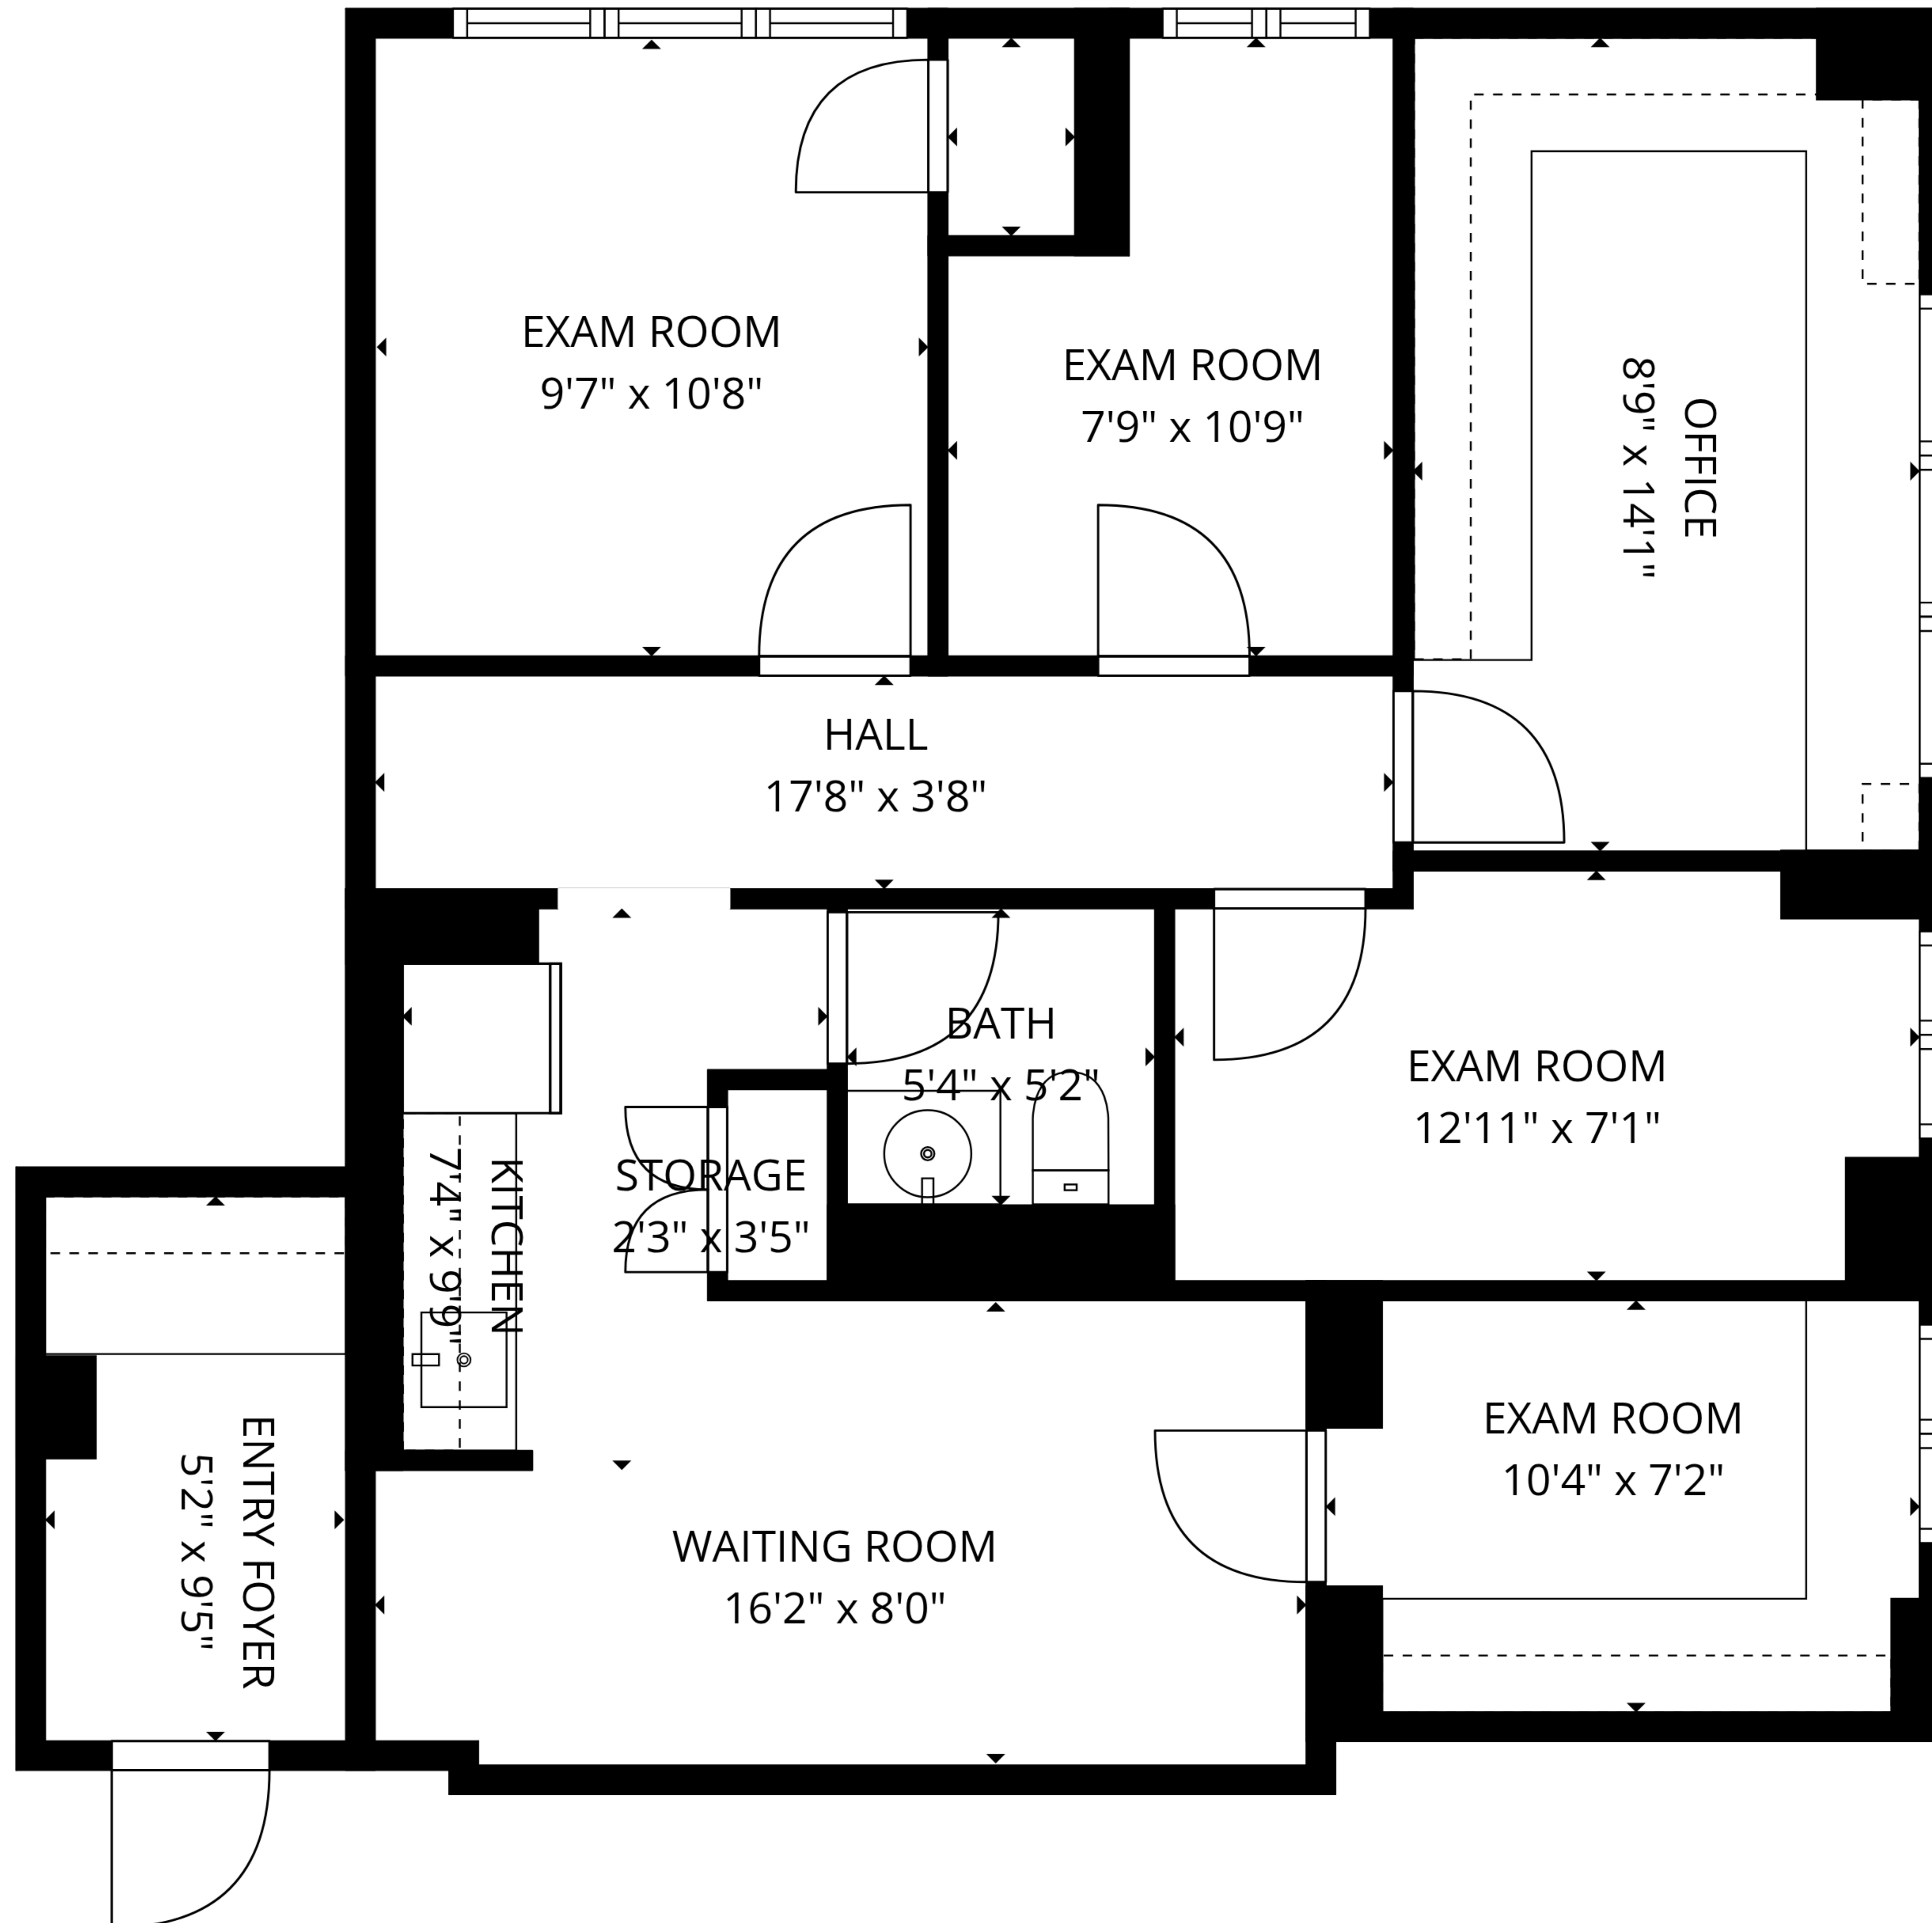 EXAM ROOM
9'7" x 10'8"
EXAM ROOM
7'9" x 10'9"
OFFICE
8'9" x 14'1"
HALL
17'8" x 3'8"
BATH
5'4" x 5'2"
EXAM ROOM
12'11" x 7'1"
STORAGE
2'3" x 3'5"
KITCHEN
7'4" x 9'9"
ENTRY FOYER
5'2" x 9'5"
EXAM ROOM
10'4" x 7'2"
WAITING ROOM
16'2" x 8'0"